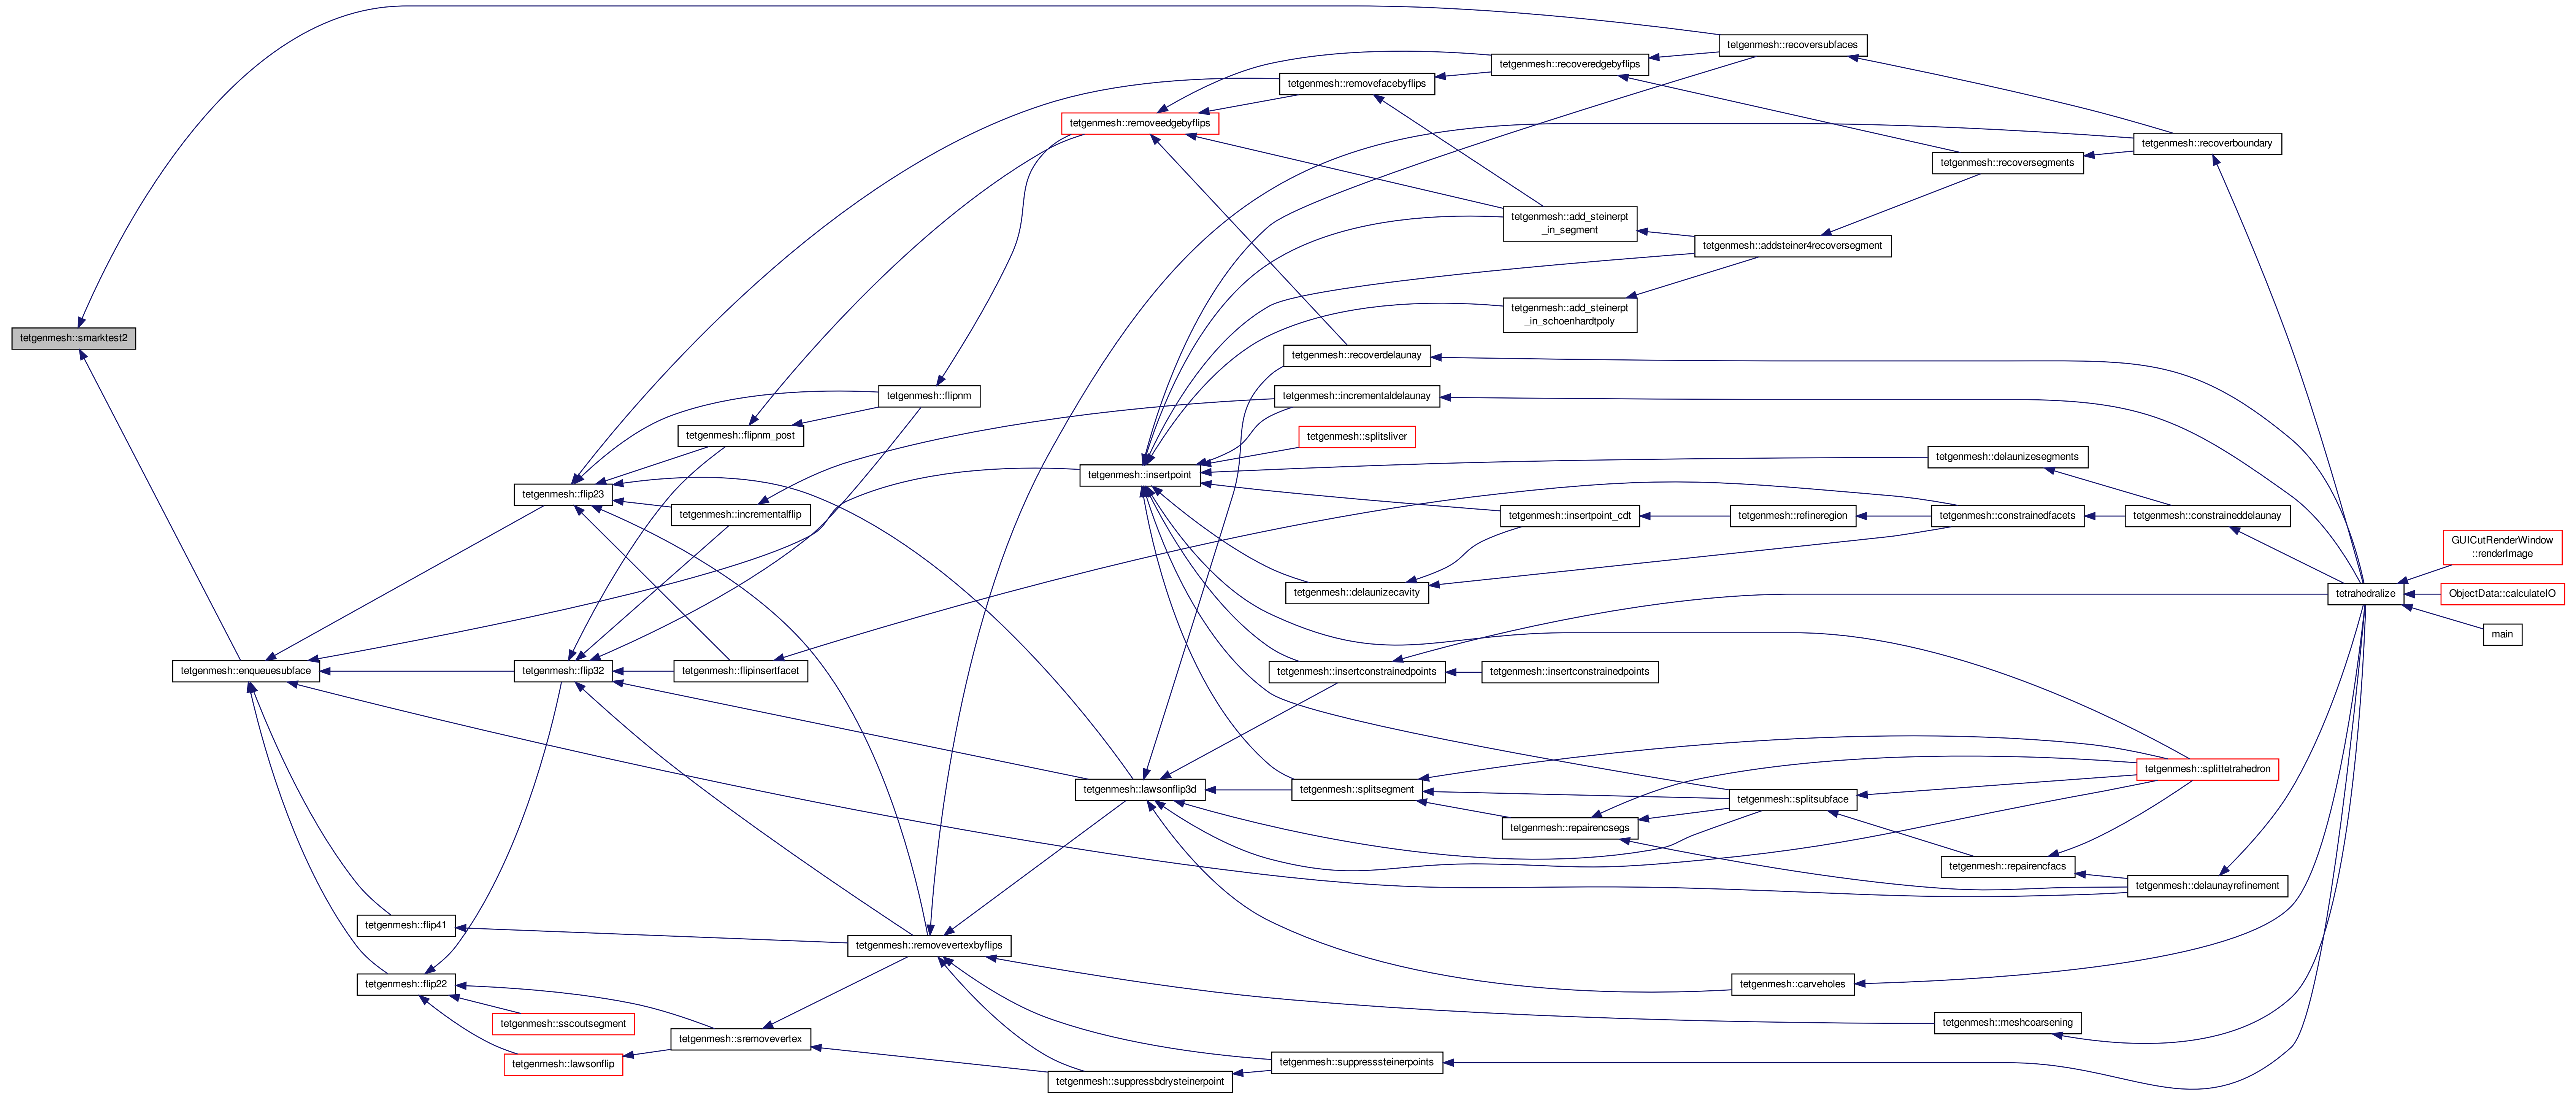 tetgenmesh::smarktest2
tetgenmesh::enqueuesubface
tetgenmesh::flip41
tetgenmesh::flip22
tetgenmesh::flip23
tetgenmesh::flip32
tetgenmesh::sscoutsegment
tetgenmesh::lawsonflip
tetgenmesh::flipnm_post
tetgenmesh::incrementalflip
tetgenmesh::flipinsertfacet
tetgenmesh::sremovevertex
tetgenmesh::flipnm
tetgenmesh::removevertexbyflips
tetgenmesh::removeedgebyflips
tetgenmesh::insertpoint
tetgenmesh::lawsonflip3d
tetgenmesh::suppressbdrysteinerpoint
tetgenmesh::removefacebyflips
tetgenmesh::recoverdelaunay
tetgenmesh::incrementaldelaunay
tetgenmesh::splitsliver
tetgenmesh::delaunizecavity
tetgenmesh::insertconstrainedpoints
tetgenmesh::splitsegment
tetgenmesh::suppresssteinerpoints
tetgenmesh::recoveredgebyflips
tetgenmesh::add_steinerpt
_in_segment
tetgenmesh::add_steinerpt
_in_schoenhardtpoly
tetgenmesh::insertpoint_cdt
tetgenmesh::insertconstrainedpoints
tetgenmesh::repairencsegs
tetgenmesh::recoversubfaces
tetgenmesh::addsteiner4recoversegment
tetgenmesh::refineregion
tetgenmesh::splitsubface
tetgenmesh::carveholes
tetgenmesh::recoversegments
tetgenmesh::delaunizesegments
tetgenmesh::constrainedfacets
tetgenmesh::repairencfacs
tetgenmesh::meshcoarsening
tetgenmesh::recoverboundary
tetgenmesh::constraineddelaunay
tetgenmesh::splittetrahedron
tetgenmesh::delaunayrefinement
tetrahedralize
GUICutRenderWindow
::renderImage
ObjectData::calculateIO
main